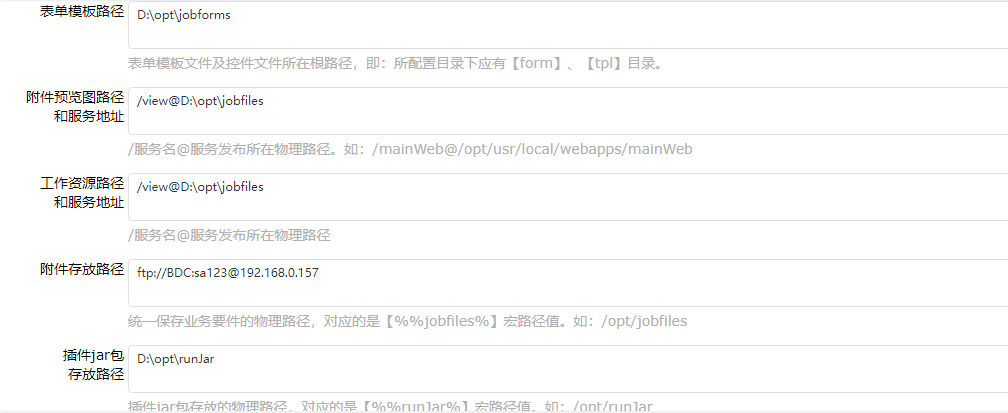 表单模板路径
D:\opt\jobforms
表单模板文件及控件文件所在根路径，即：所配置目录下应有【form】、【tpl】目录。
附件预览图路径
和服务地址
/view@D:\opt\jobfiles
/服务名@服务发布所在物理路径。如：/mainWeb@/opt/usr/local/webapps/mainWeb
工作资源路径
和服务地址
/view@D:\opt\jobfiles
/服务名@服务发布所在物理路径
附件存放路径
ftp://BDC:sa123@192.168.0.157
统一保存业务要件的物理路径，对应的是【%%jobfiles%】宏路径值。如：/opt/jobfiles
插件jar包
存放路径
D:\opt\runJar
插件jar包存放的物理路径，对应的是【%%runJar%】宏路径值。如：/opt/runJar